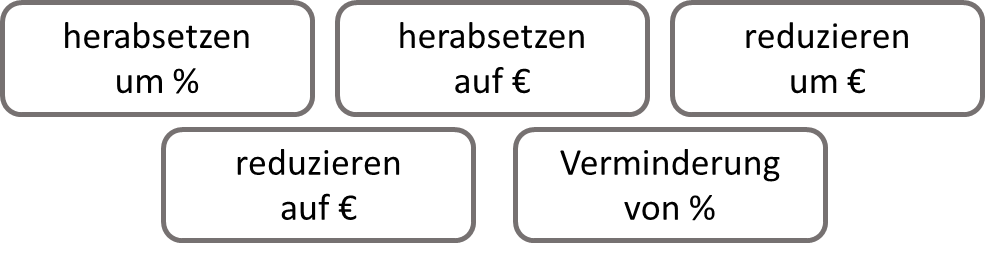 herabsetzen
um %
herabsetzen
auf €
reduzieren
um €
reduzieren
auf €
Verminderung
von %